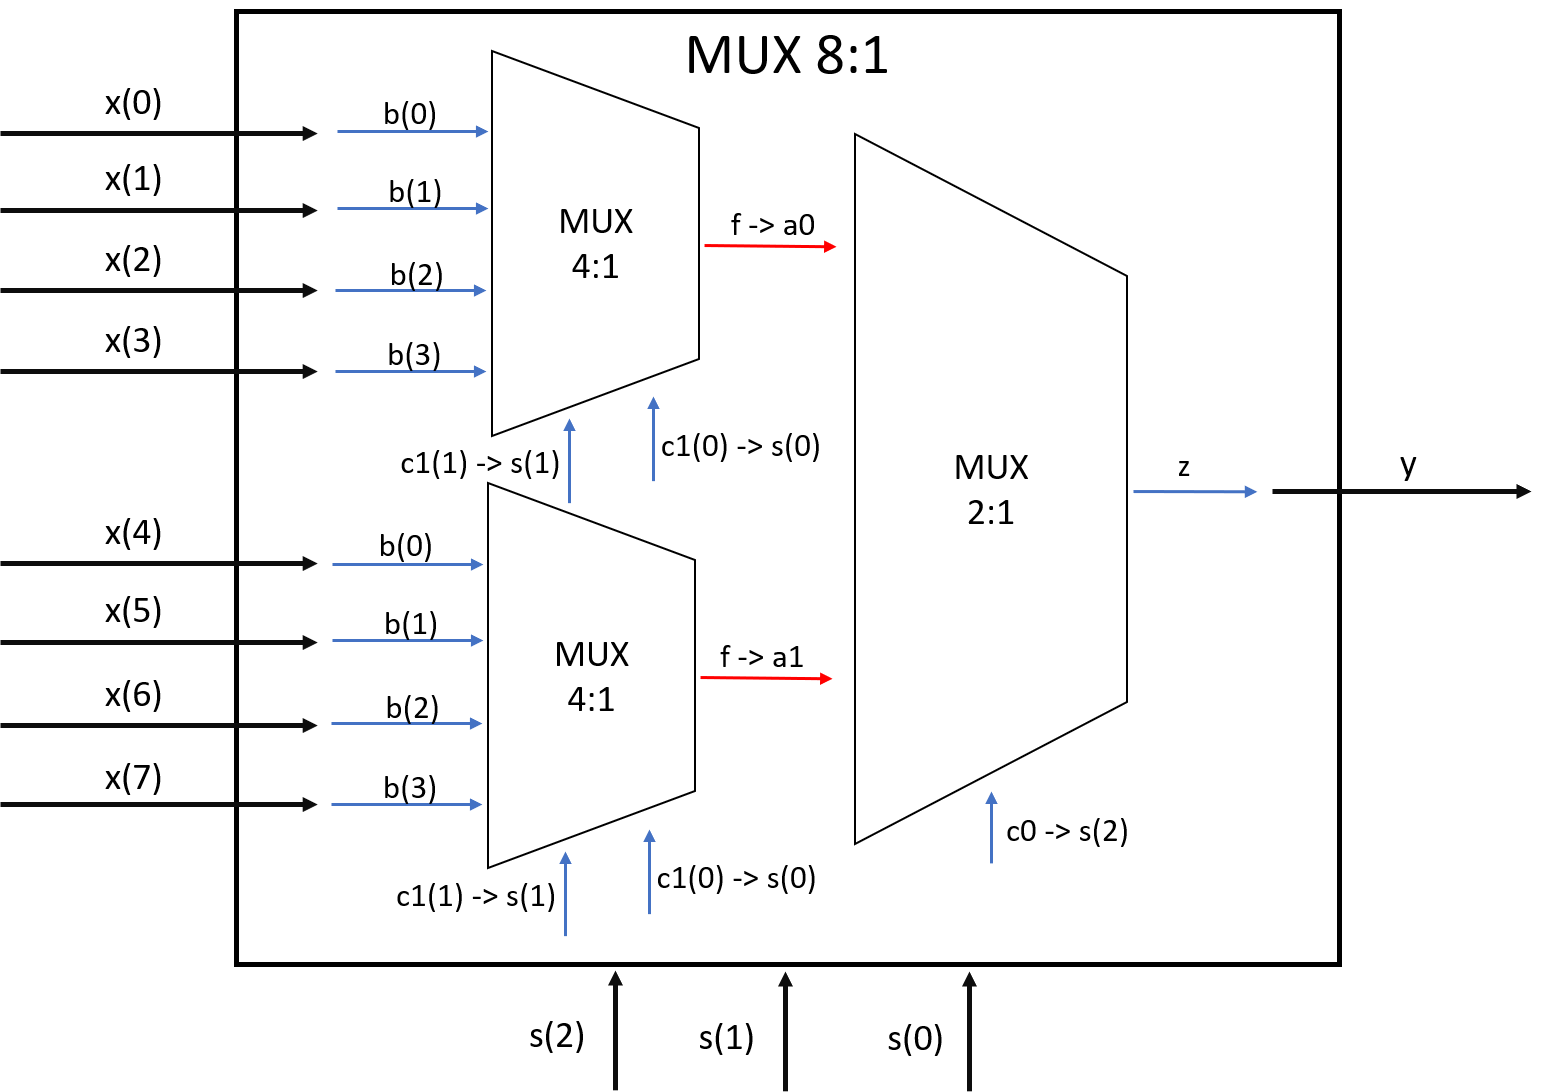 MUX 8:1
x(0)
b(0)
x(1)
b(1)
x(2)
b(2)
x(3)
b(3)
MUX
4:1
f -> a0
c1(1) -> s(1)
c1(0) -> s(0)
MUX
2:1
z
y
x(4)
b(0)
x(5)
b(1)
x(6)
b(2)
x(7)
b(3)
MUX
4:1
f -> a1
c1(1) -> s(1)
c1(0) -> s(0)
c0 -> s(2)
s(2)
s(1)
s(0)